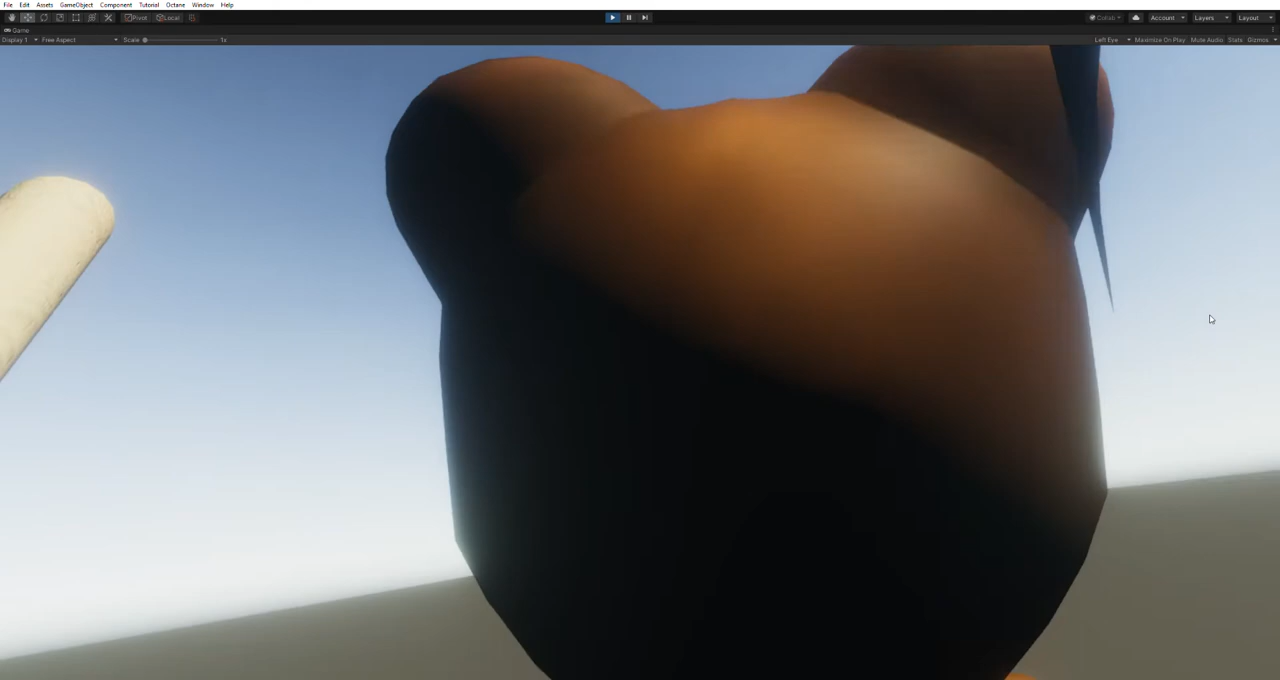 File Edit Assets GameObject Component Tutorial Octane Window Help
Pivot Local Collab Account Layers Layout
Game
Display 1 Free Aspect Scale 1x Left Eye Maximize On Play Mute Audio Stats Gizmos